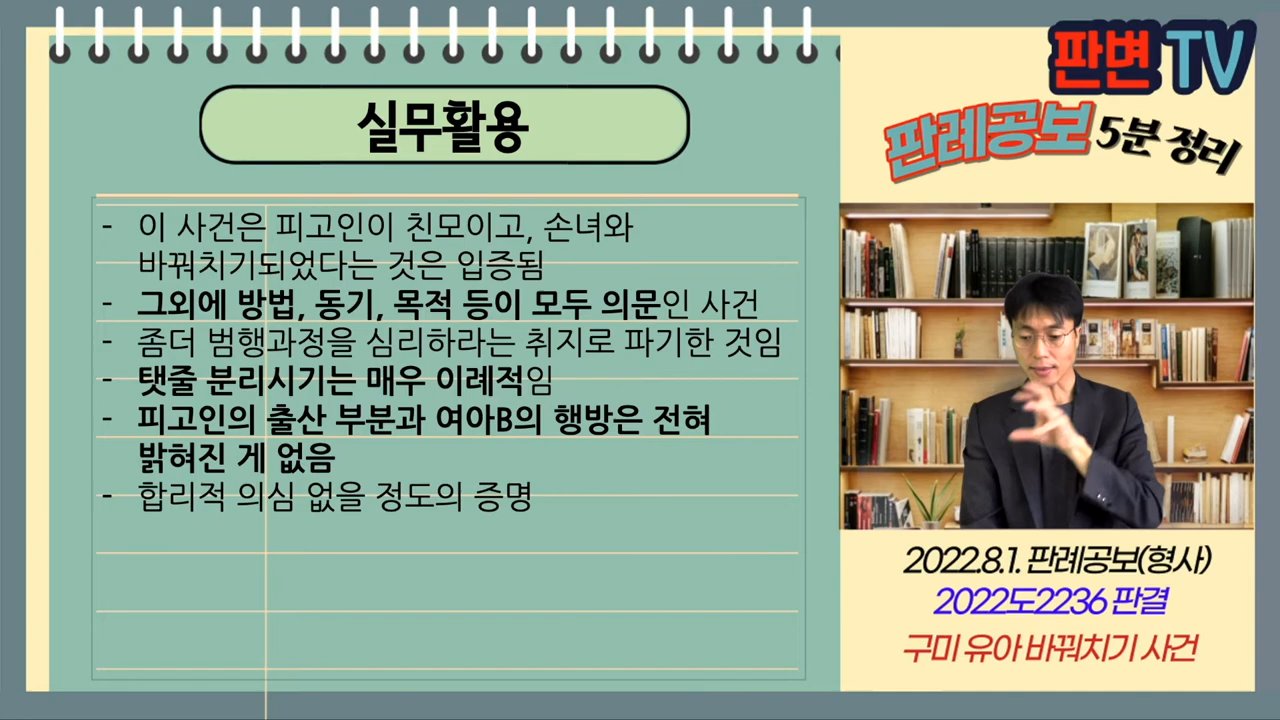 실무활용
- 이 사건은 피고인이 친모이고, 손녀와
바꿔치기되었다는 것은 입증됨
- 그외에 방법, 동기, 목적 등이 모두 의문인 사건
- 좀더 범행과정을 심리하라는 취지로 파기한 것임
- 탯줄 분리시기는 매우 이례적임
- 피고인의 출산 부분과 여아B의 행방은 전혀
밝혀진 게 없음
- 합리적 의심 없을 정도의 증명
판변 TV
판례공보 5분 정리
2022.8.1. 판례공보(형사)
2022도2236 판결
구미 유아 바꿔치기 사건